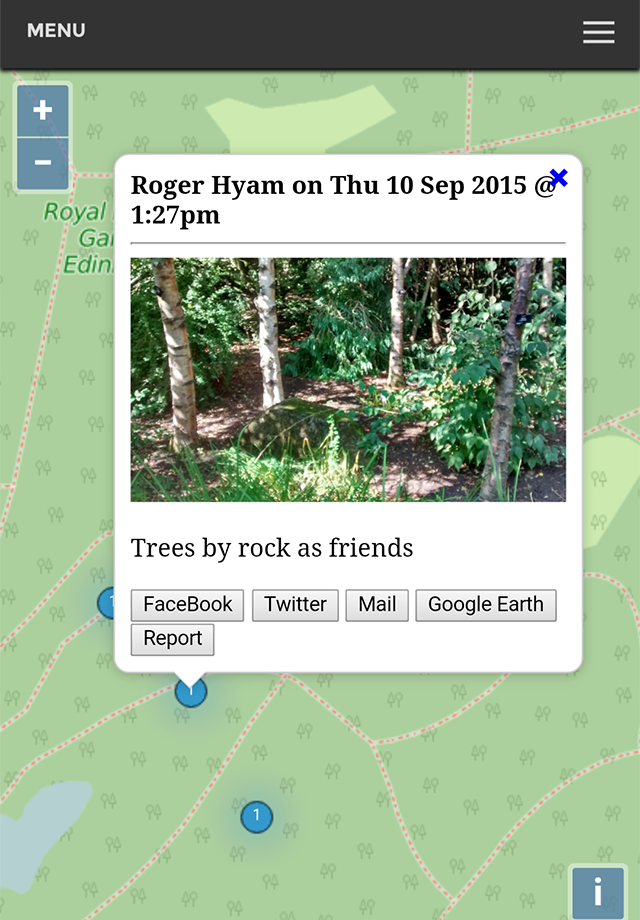 MENU
+
−
Roger Hyam on Thu 10 Sep 2015 @
1:27pm
Royal
Edin
Trees by rock as friends
FaceBook Twitter Mail Google Earth
Report
1
1
1
i